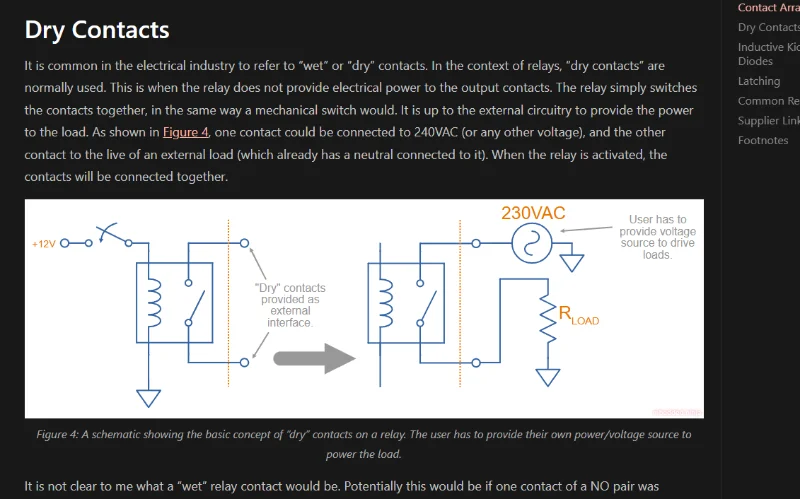 Dry Contacts
It is common in the electrical industry to refer to “wet” or “dry” contacts. In the context of relays, “dry contacts” are
normally used. This is when the relay does not provide electrical power to the output contacts. The relay simply switches
the contacts together, in the same way a mechanical switch would. It is up to the external circuitry to provide the power
to the load. As shown in Figure 4, one contact could be connected to 240VAC (or any other voltage), and the other
contact to the live of an external load (which already has a neutral connected to it). When the relay is activated, the
contacts will be connected together.
+12V
"Dry" contacts
provided as
external
interface.
230VAC
User has to
provide voltage
source to drive
loads.
RLOAD
Figure 4: A schematic showing the basic concept of "dry" contacts on a relay. The user has to provide their own power/voltage source to
power the load.
It is not clear to me what a “wet” relay contact would be. Potentially this would be if one contact of a NO pair was
Contact Arra
Dry Contacts
Inductive Kic
Diodes
Latching
Common Re
Supplier Link
Footnotes